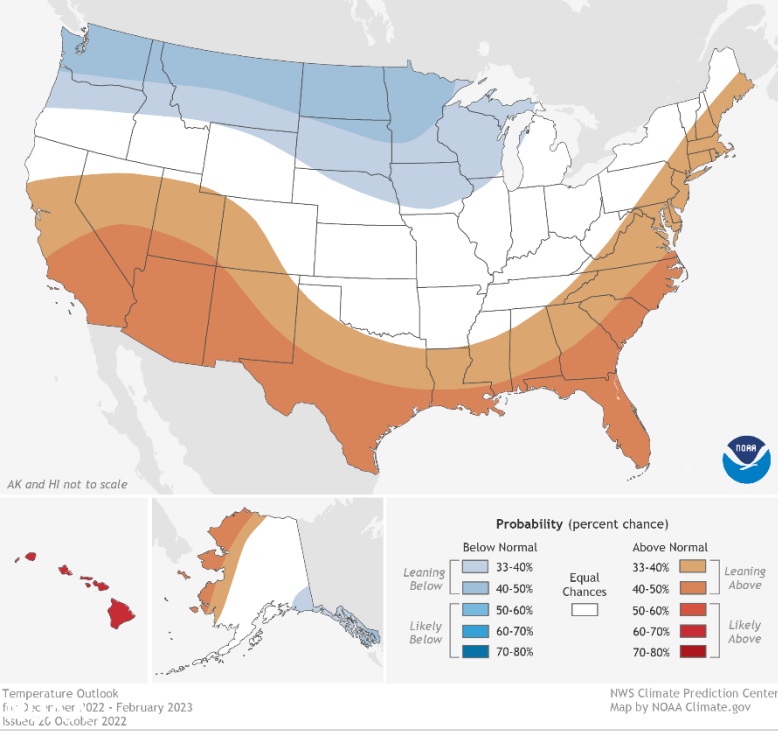 NOAA
AK and HI not to scale
Probability (percent chance)
Below Normal
Above Normal
Leaning Below
33-40%
40-50%
Likely Below
50-60%
60-70%
70-80%
Equal Chances
33-40%
40-50%
Leaning Above
50-60%
60-70%
70-80%
Likely Above
Temperature Outlook
2022 - February 2023
Issued 20 October 2022
NWS Climate Prediction Center
Map by NOAA Climate.gov